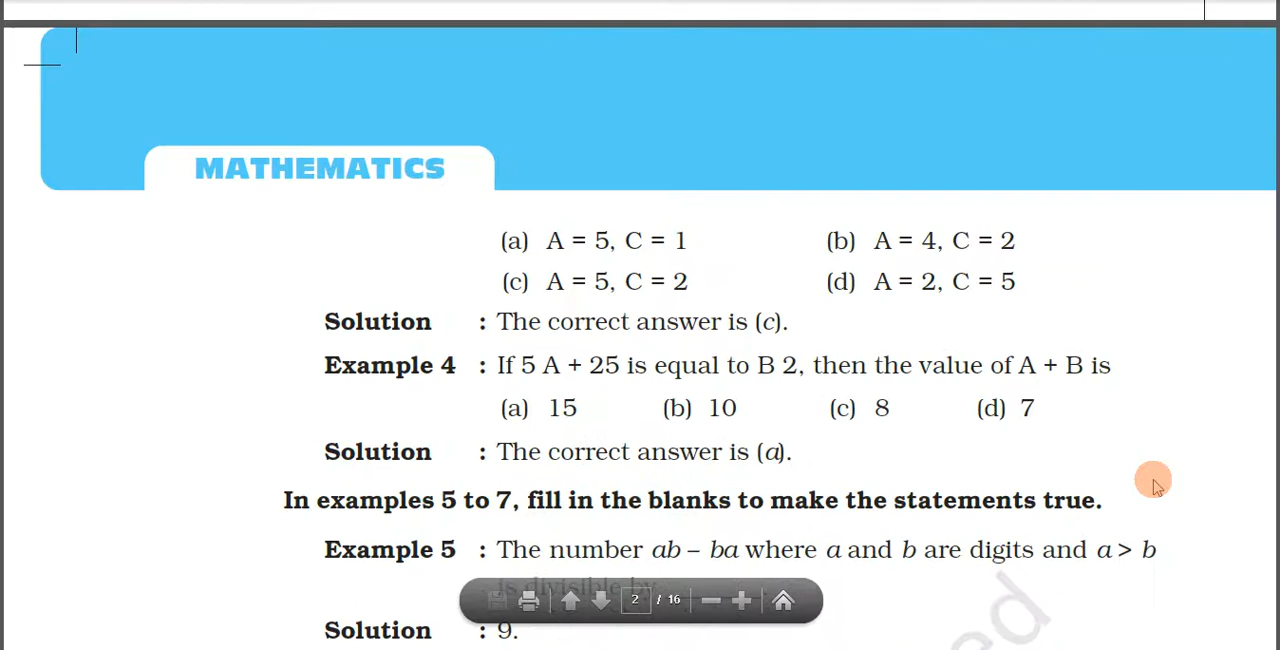 MATHEMATICS
(a) A = 5, C = 1 (b) A = 4, C = 2
(c) A = 5, C = 2 (d) A = 2, C = 5
Solution : The correct answer is (c).
Example 4 : If 5 A + 25 is equal to B 2, then the value of A + B is
(a) 15 (b) 10 (c) 8 (d) 7
Solution : The correct answer is (a).
In examples 5 to 7, fill in the blanks to make the statements true.
Example 5 : The number ab – ba where a and b are digits and a > b
is divisible by
2 / 16
Solution : 9.